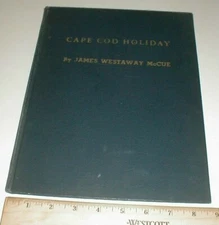 CAPE COD HOLIDAY
By JAMES WESTAWAY McCUE
WESTCOTT